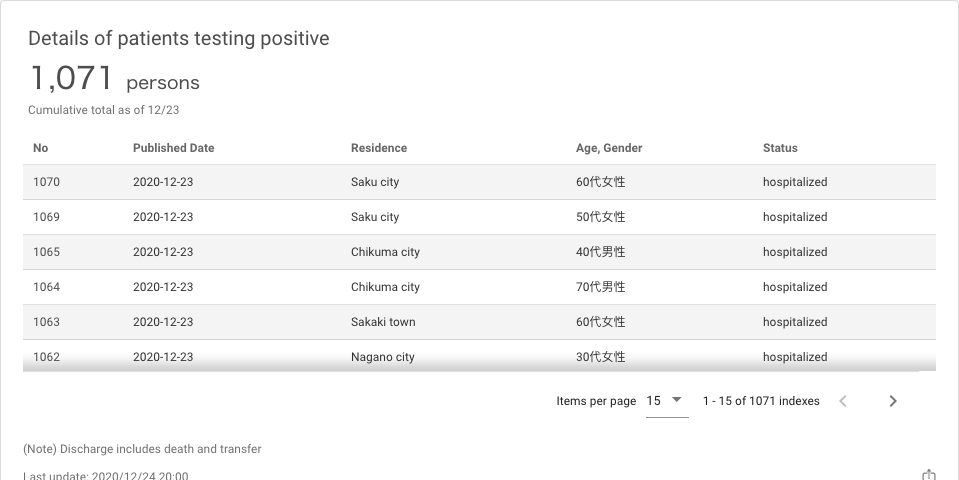 Details of patients testing positive
1,071 persons
Cumulative total as of 12/23
No Published Date Residence Age, Gender Status
1070 2020-12-23 Saku city 60代女性 hospitalized
1069 2020-12-23 Saku city 50代女性 hospitalized
1065 2020-12-23 Chikuma city 40代男性 hospitalized
1064 2020-12-23 Chikuma city 70代男性 hospitalized
1063 2020-12-23 Sakaki town 60代女性 hospitalized
1062 2020-12-23 Nagano city 30代女性 hospitalized
Items per page 15 1 - 15 of 1071 indexes
(Note) Discharge includes death and transfer
Last update: 2020/12/24 20:00